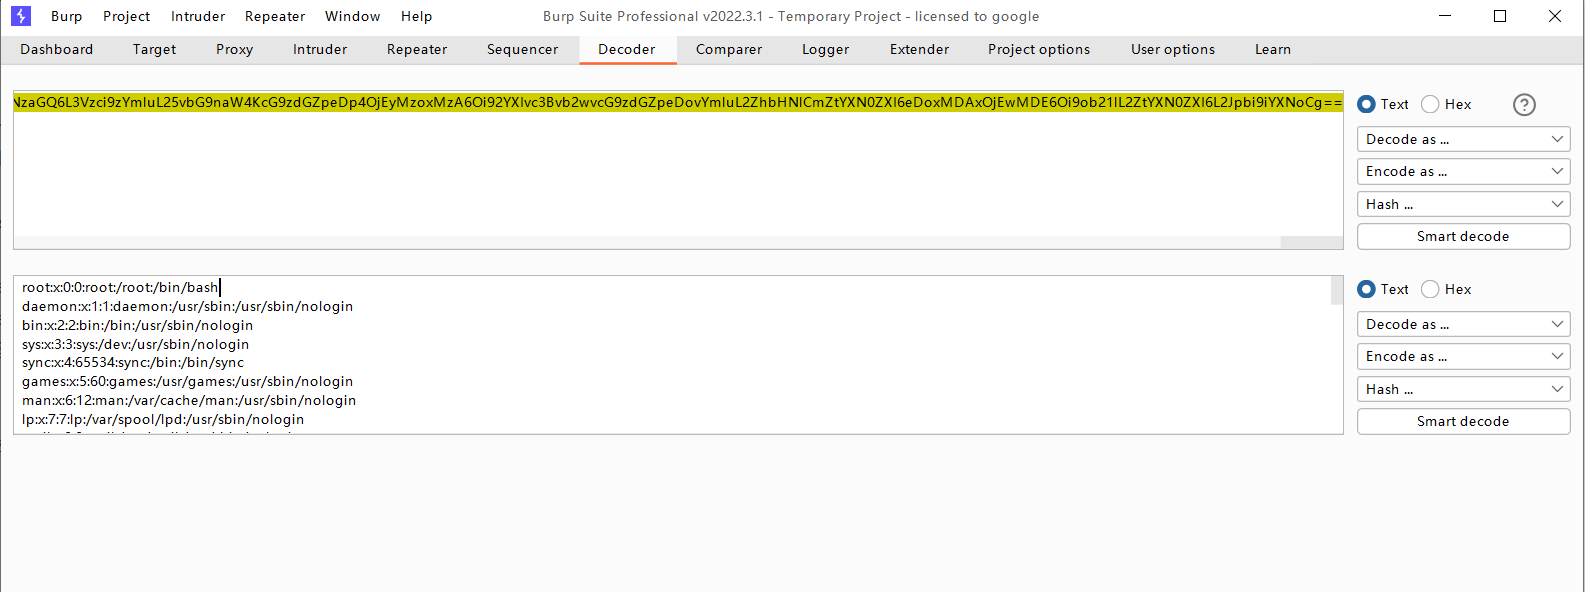 Burp Project Intruder Repeater Window Help Burp Suite Professional v2022.3.1 - Temporary Project - licensed to google
Dashboard Target Proxy Intruder Repeater Sequencer Decoder Comparer Logger Extender Project options User options Learn
NzaGQ6L3Vzci9zYmluL25vbG9naW4KcG9zdGZpeDp4OjEyMzoxMzA6Oi92YXIvc3Bvb2wvcG9zdGZpeDovYmluL2ZhbHNlCmZtYXN0ZXI6eDoxMDAxOjEwMDE6Oi9ob21lL2ZtYXN0ZXI6L2Jpbi9iYXNoCg==
Text Hex ?
Decode as ...
Encode as ...
Hash ...
Smart decode
root:x:0:0:root:/root:/bin/bash
daemon:x:1:1:daemon:/usr/sbin:/usr/sbin/nologin
bin:x:2:2:bin:/bin:/usr/sbin/nologin
sys:x:3:3:sys:/dev:/usr/sbin/nologin
sync:x:4:65534:sync:/bin:/bin/sync
games:x:5:60:games:/usr/games:/usr/sbin/nologin
man:x:6:12:man:/var/cache/man:/usr/sbin/nologin
lp:x:7:7:lp:/var/spool/lpd:/usr/sbin/nologin
Text Hex
Decode as ...
Encode as ...
Hash ...
Smart decode